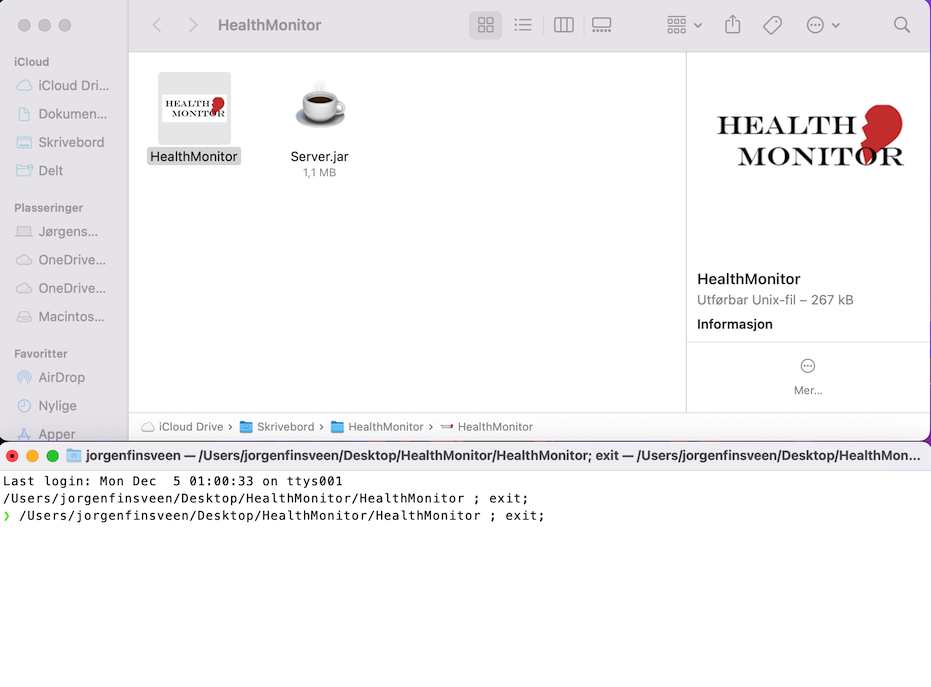 HealthMonitor
iCloud
iCloud Dri...
Dokumen...
Skrivebord
Delt
Plasseringer
Jørgens...
OneDrive...
OneDrive...
Macintos...
Favoritter
AirDrop
Nylige
Apper
HEALTH
MONITOR
HealthMonitor
Server.jar
1,1 MB
HEALTH
MONITOR
HealthMonitor
Utførbar Unix-fil – 267 kB
Informasjon
Mer...
iCloud Drive › Skrivebord › HealthMonitor › HealthMonitor
jorgenfinsveen — /Users/jorgenfinsveen/Desktop/HealthMonitor/HealthMonitor; exit — /Users/jorgenfinsveen/Desktop/HealthMon...
Last login: Mon Dec  5 01:00:33 on ttys001
/Users/jorgenfinsveen/Desktop/HealthMonitor/HealthMonitor ; exit;
❯ /Users/jorgenfinsveen/Desktop/HealthMonitor/HealthMonitor ; exit;